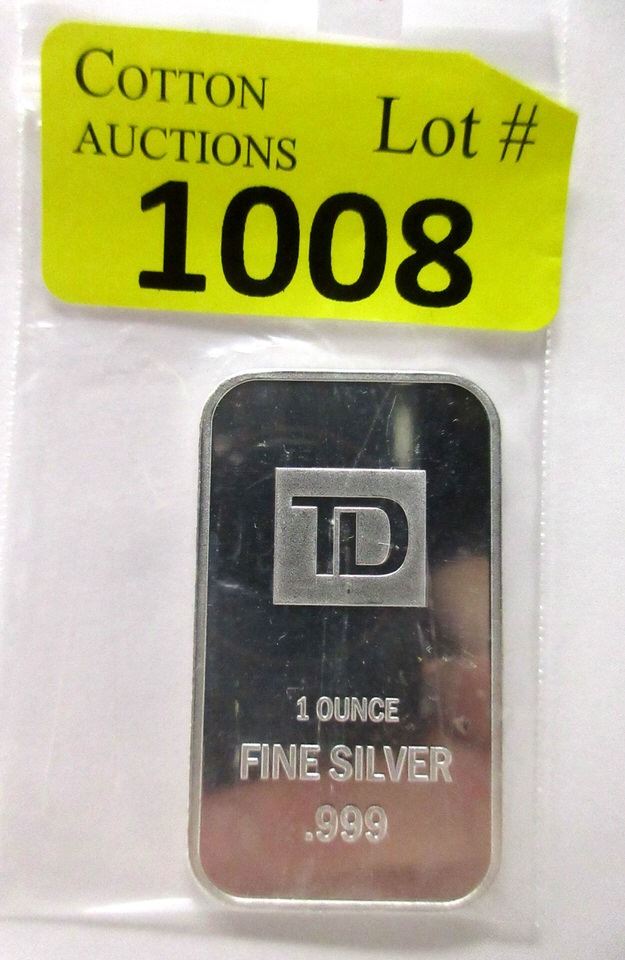 COTTON
AUCTIONS
Lot #
1008
TD
1 OUNCE
FINE SILVER
.999